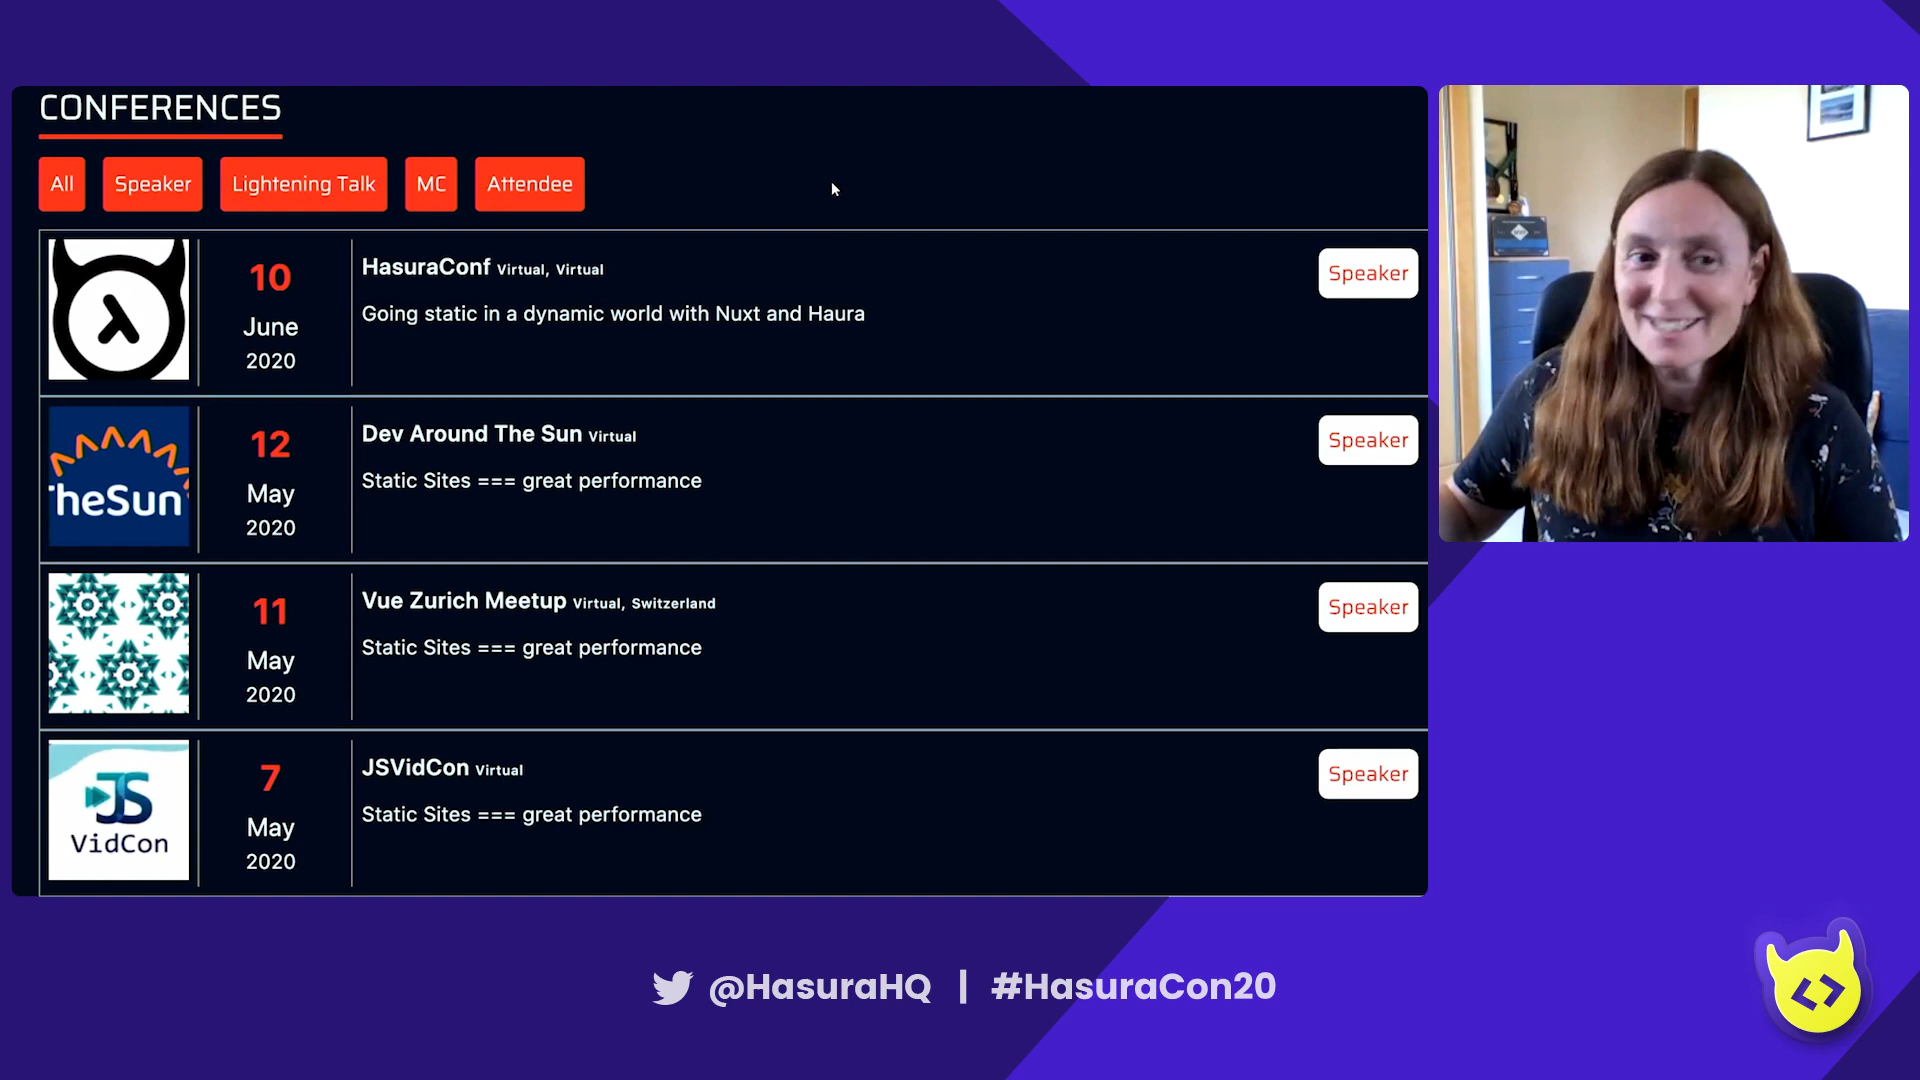 CONFERENCES
All
Speaker
Lightening Talk
MC
Attendee
10
June
2020
HasuraConf Virtual, Virtual
Going static in a dynamic world with Nuxt and Haura
Speaker
TheSun
12
May
2020
Dev Around The Sun Virtual
Static Sites === great performance
Speaker
11
May
2020
Vue Zurich Meetup Virtual, Switzerland
Static Sites === great performance
Speaker
JS
VidCon
7
May
2020
JSVidCon Virtual
Static Sites === great performance
Speaker
@HasuraHQ | #HasuraCon20